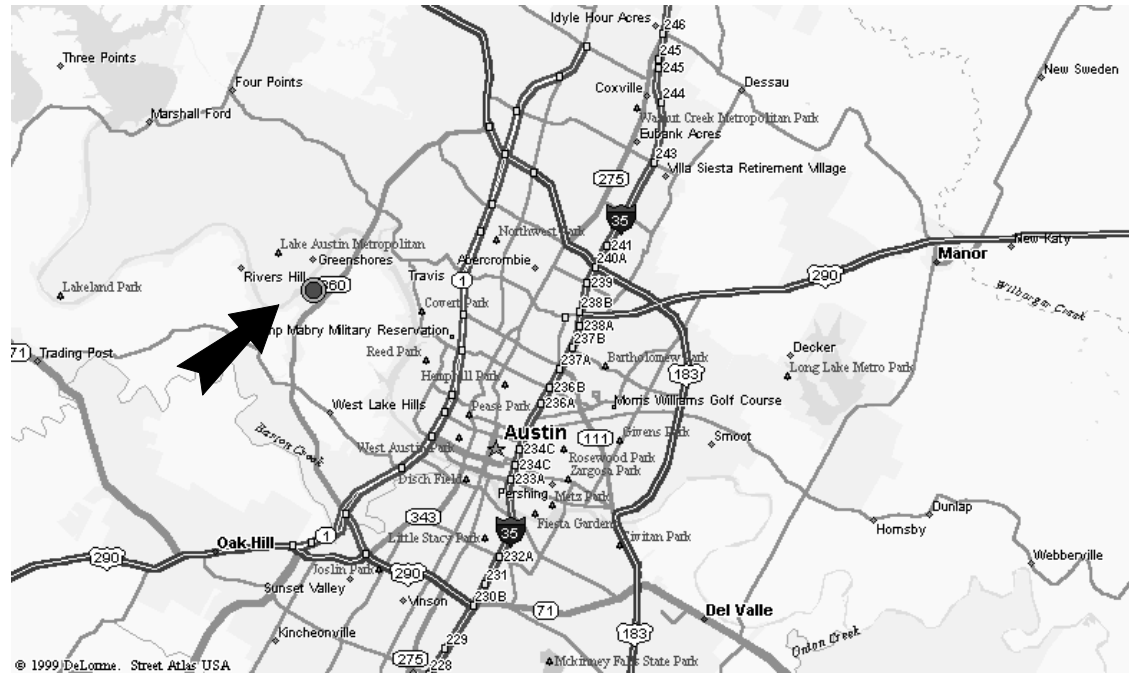 Idyle Hour Acres
246
Three Points
245
245
New Sweden
Four Points
Dessau
Coxville
244
Marshall Ford
Walnut Creek Metropolitan Park
Eubank Acres
243
Villa Siesta Retirement Village
275
35
Northwest Park
Lake Austin Metropolitan
241
New Katy
Greenshores
Abercrombie
240A
Manor
Rivers Hill
Travis
1
290
239
Lakeland Park
360
Covert Park
238B
Wilbarger Creek
mp Mabry Military Reservation
238A
237B
71
Trading Post
Reed Park
237A
Bartholomew Park
Decker
Long Lake Metro Park
Hemphill Park
183
236B
236A
Morris Williams Golf Course
West Lake Hills
Pease Park
Austin
111
Givens Park
Smoot
Barton Creek
West Austin Park
234C
Rosewood Park
234C
Zargosa Park
Disch Field
233A
Pershing
Metz Park
Dunlap
343
Fiesta Gardens
Hornsby
1
Little Stacy Park
35
Civitan Park
Oak Hill
290
232A
Webberville
Joslin Park
290
231
Sunset Valley
230B
Vinson
71
Del Valle
Kincheonville
183
229
Onion Creek
275
228
Mckinney Falls State Park
© 1999 DeLorme. Street Atlas USA